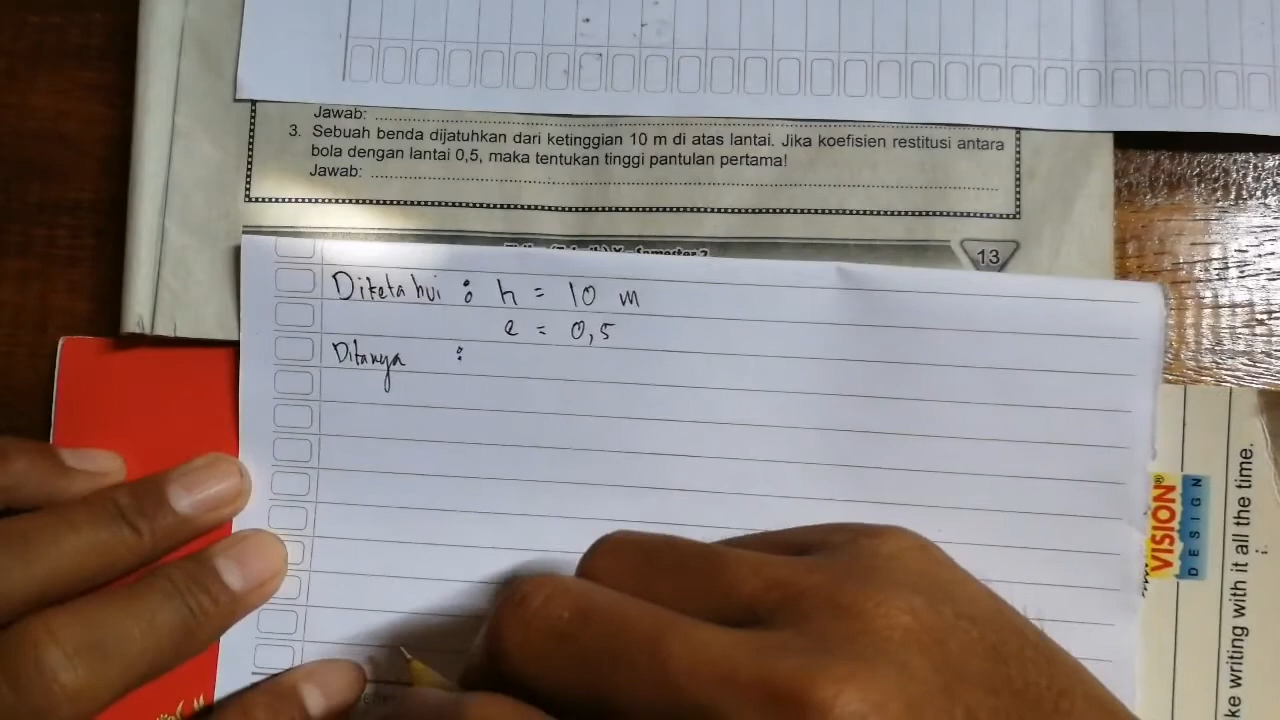 Jawab:
3. Sebuah benda dijatuhkan dari ketinggian 10 m di atas lantai. Jika koefisien restitusi antara
bola dengan lantai 0,5, maka tentukan tinggi pantulan pertama!
Jawab:
13
Diketahui : h = 10 m
e = 0,5
Ditanya :
VISION®
DESIGN
ke writing with it all the time.